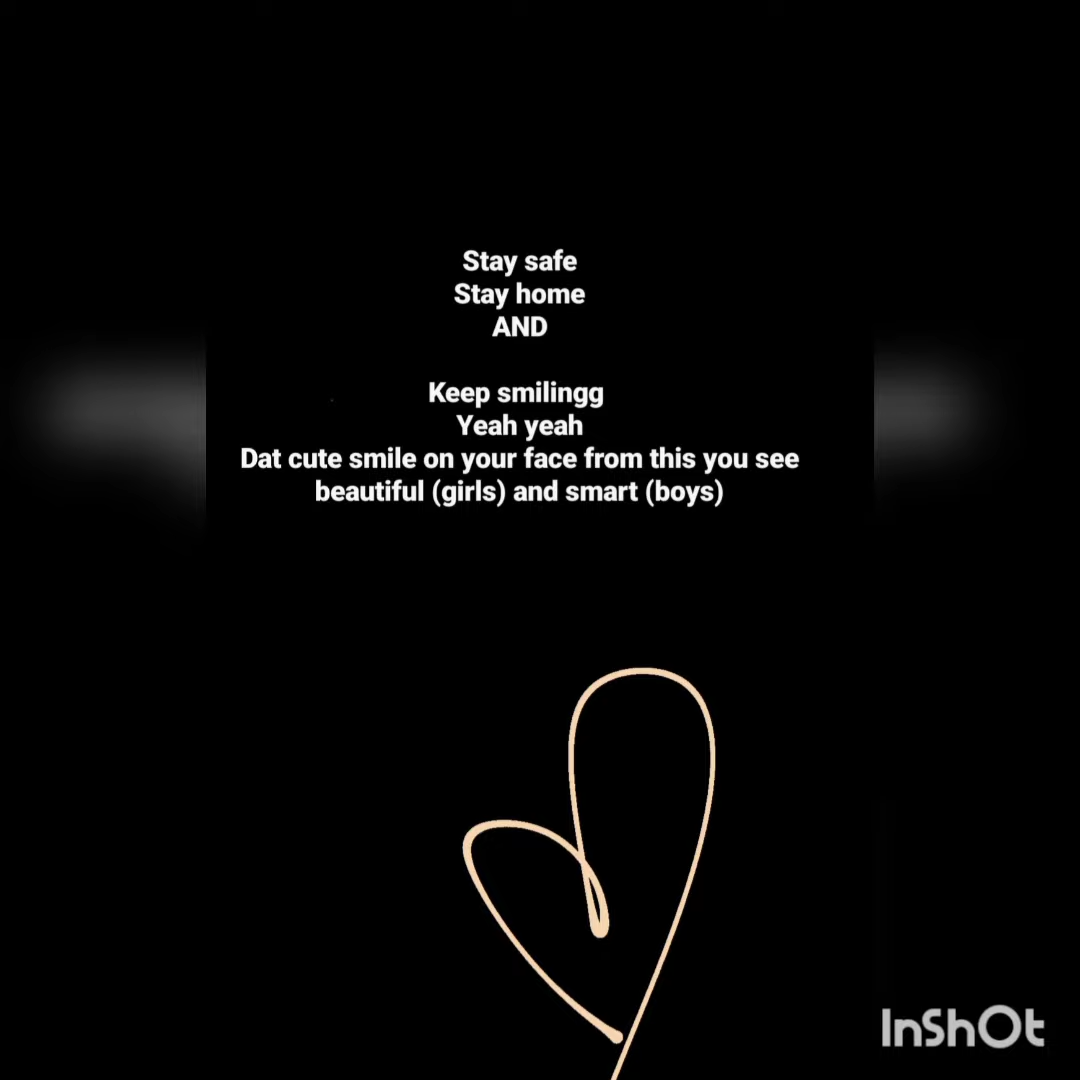 Stay safe
Stay home
AND
Keep smilingg
Yeah yeah
Dat cute smile on your face from this you see
beautiful (girls) and smart (boys)
InShOt